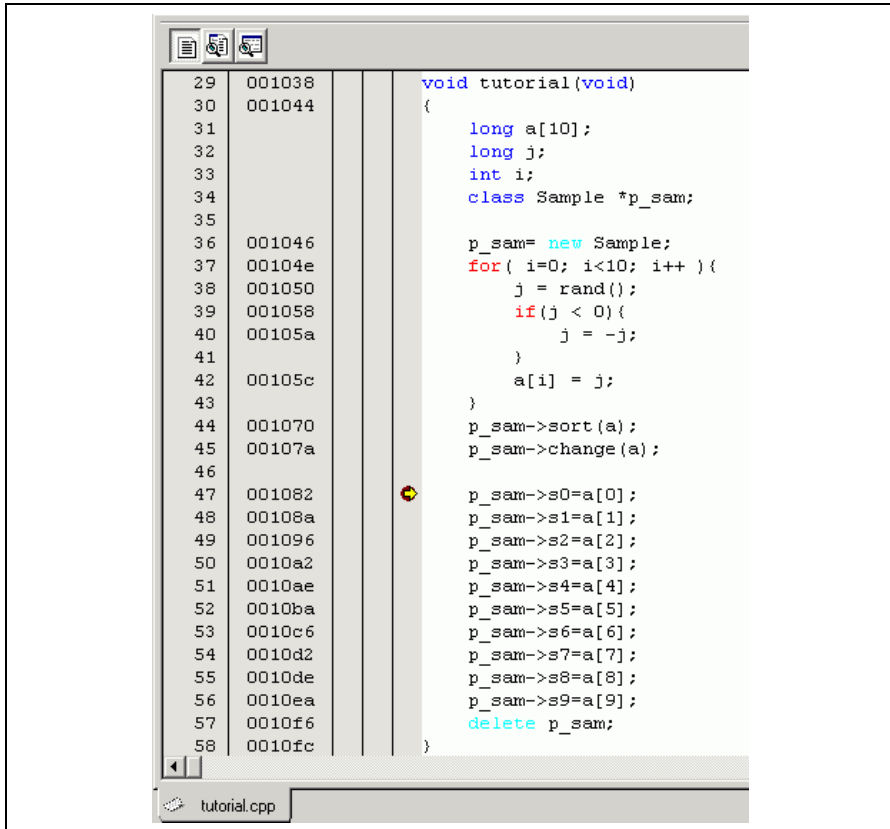 29 001038 void tutorial(void)
30 001044 {
31 long a[10];
32 long j;
33 int i;
34 class Sample *p_sam;
35
36 001046 p_sam= new Sample;
37 00104e for( i=0; i<10; i++ ){
38 001050 j = rand();
39 001058 if(j < 0){
40 00105a j = -j;
41 }
42 00105c a[i] = j;
43 }
44 001070 p_sam->sort(a);
45 00107a p_sam->change(a);
46
47 001082 p_sam->s0=a[0];
48 00108a p_sam->s1=a[1];
49 001096 p_sam->s2=a[2];
50 0010a2 p_sam->s3=a[3];
51 0010ae p_sam->s4=a[4];
52 0010ba p_sam->s5=a[5];
53 0010c6 p_sam->s6=a[6];
54 0010d2 p_sam->s7=a[7];
55 0010de p_sam->s8=a[8];
56 0010ea p_sam->s9=a[9];
57 0010f6 delete p_sam;
58 0010fc }
tutorial.cpp